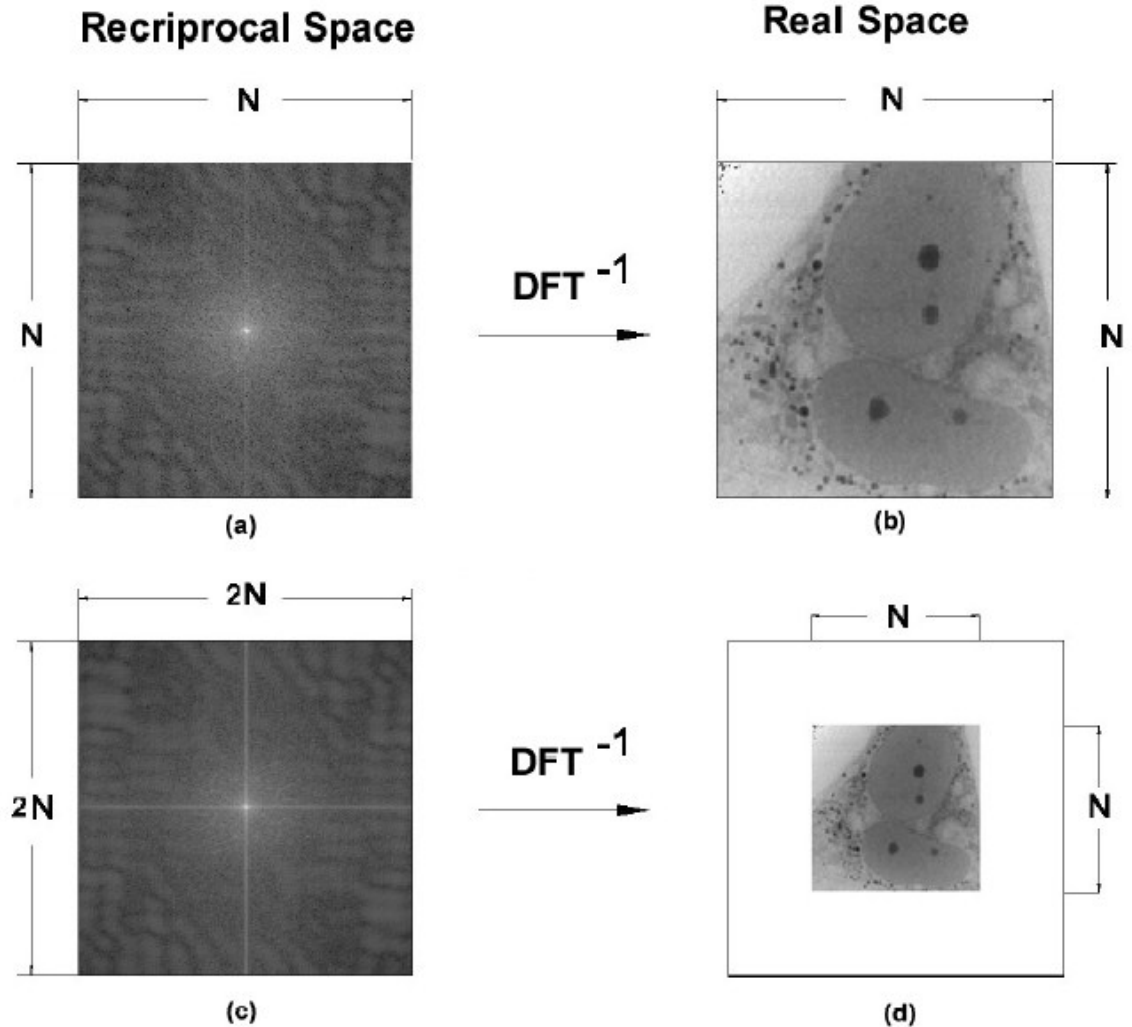 Recriprocal Space
Real Space
N
N
N
DFT -1
N
(a)
(b)
2N
N
2N
DFT -1
N
(c)
(d)